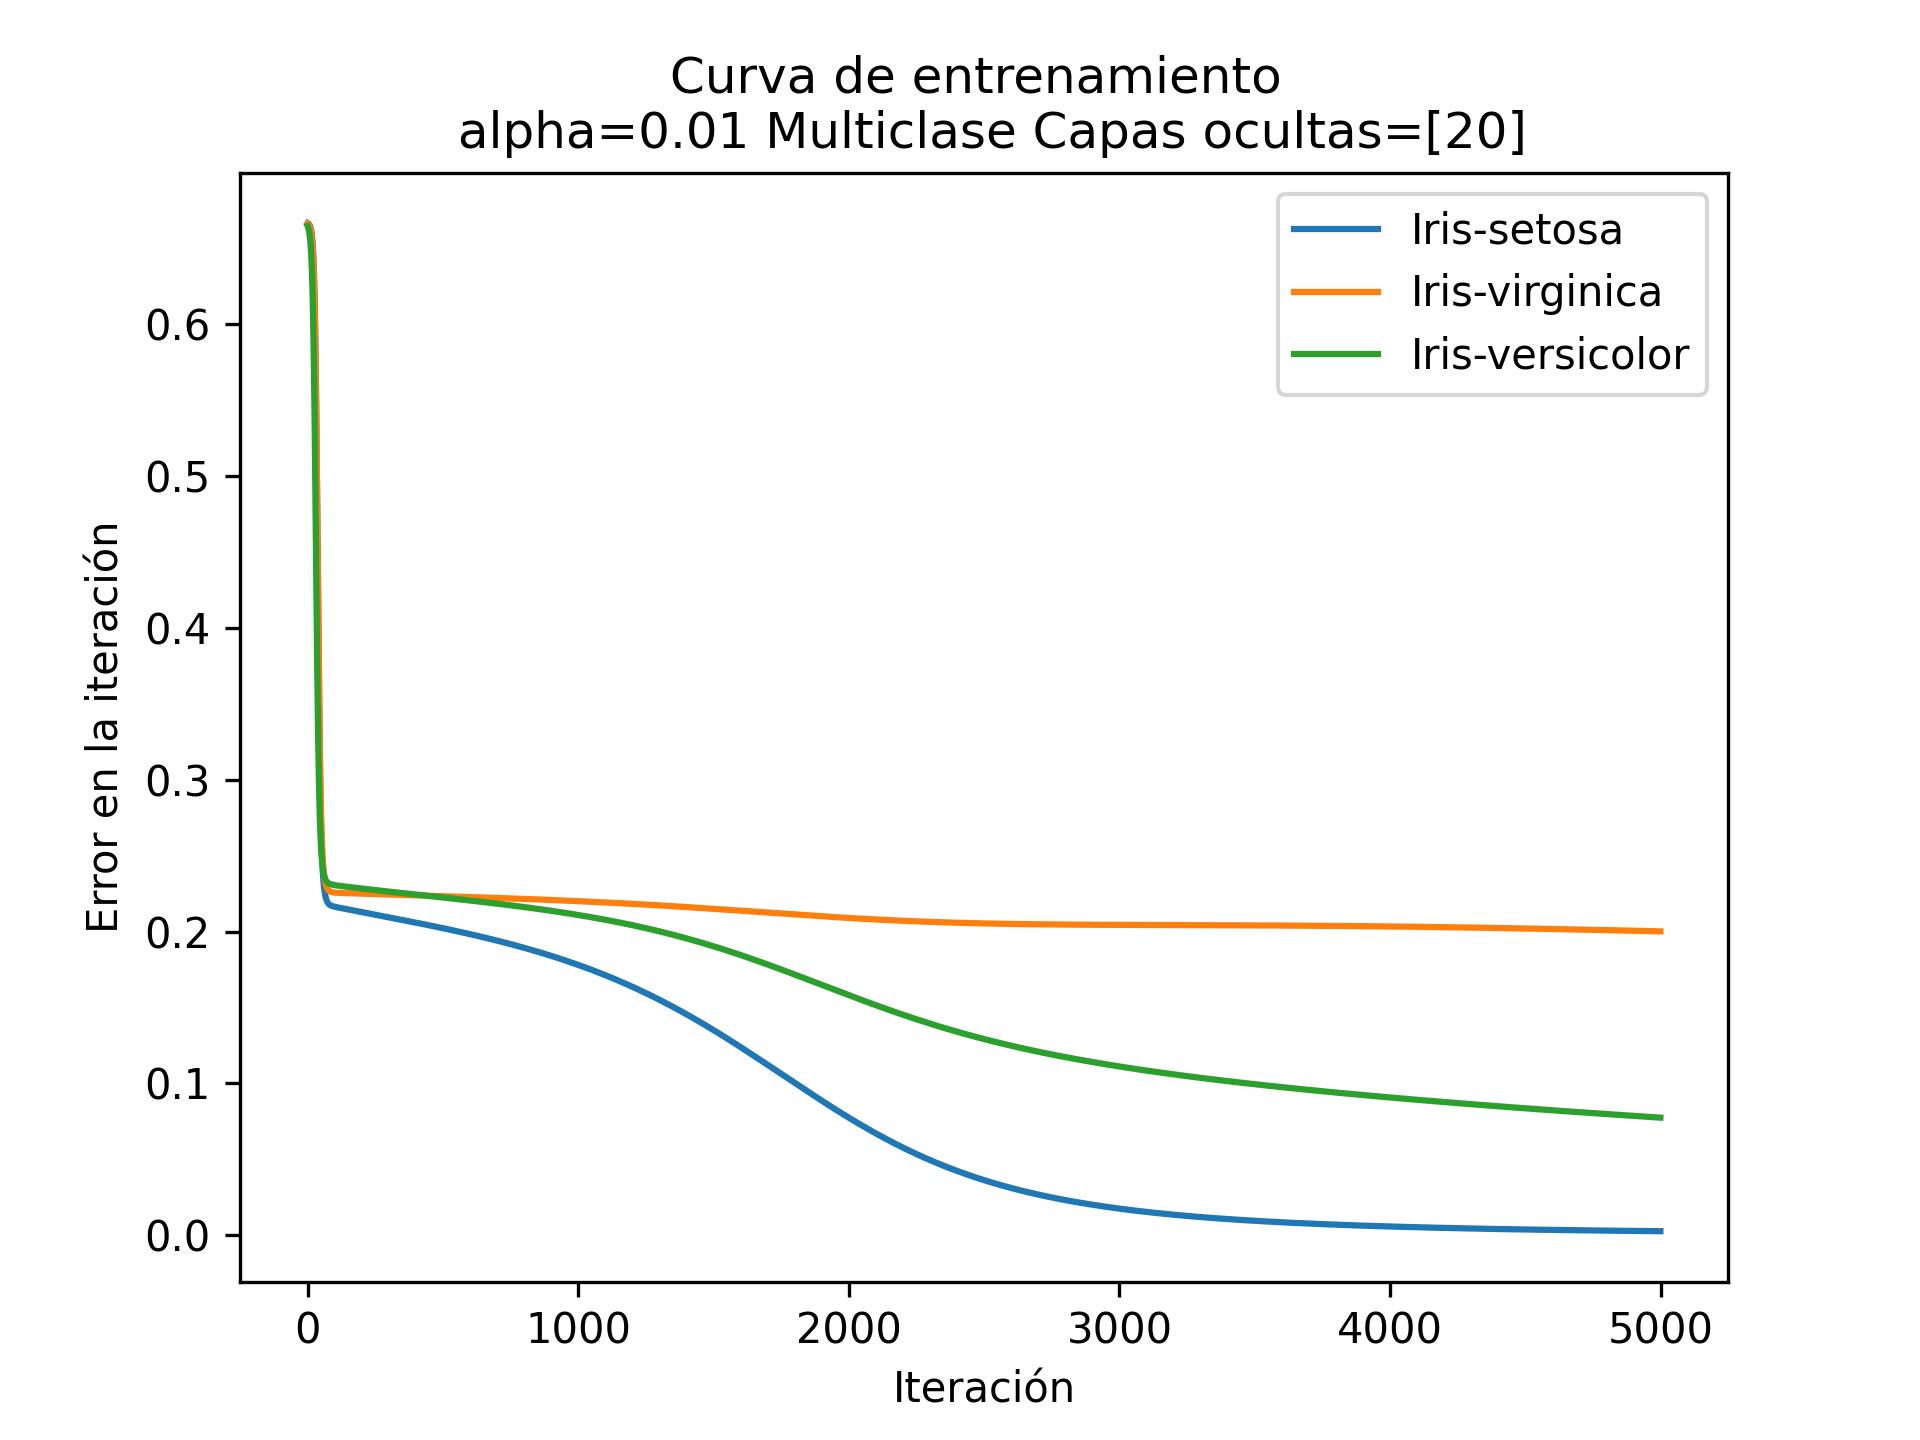 Curva de entrenamiento
alpha=0.01 Multiclase Capas ocultas=[20]
Iris-setosa
Iris-virginica
Iris-versicolor
Error en la iteración
0.6
0.5
0.4
0.3
0.2
0.1
0.0
0 1000 2000 3000 4000 5000
Iteración